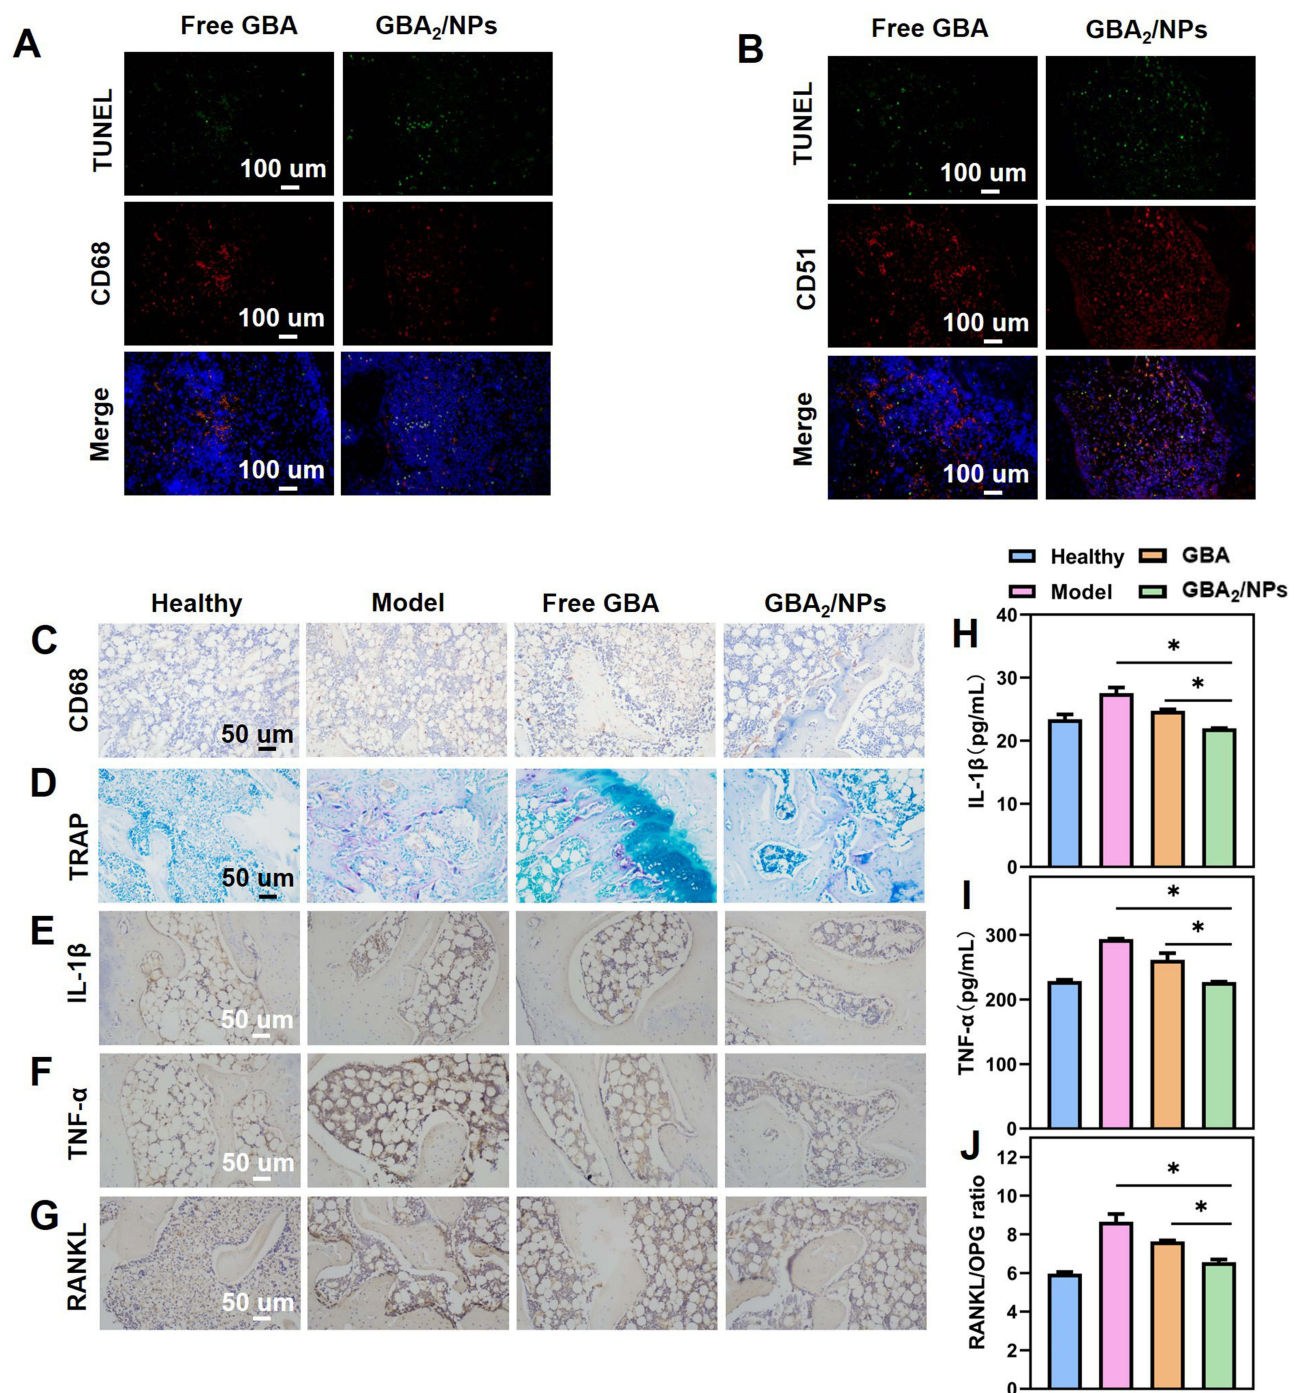 A
Free GBA
GBA₂/NPs
TUNEL
100 um
CD68
100 um
Merge
100 um
B
Free GBA
GBA₂/NPs
TUNEL
100 um
CD51
100 um
Merge
100 um
Healthy
Model
Free GBA
GBA₂/NPs
C
CD68
50 um
D
TRAP
50 um
E
IL-1β
50 um
F
TNF-α
50 um
G
RANKL
50 um
Healthy
GBA
Model
GBA₂/NPs
H
IL-1β(pg/mL)
40
30
20
10
0
*
*
I
TNF-α(pg/mL)
300
200
100
0
*
*
J
RANKL/OPG ratio
12
10
8
6
4
2
0
*
*